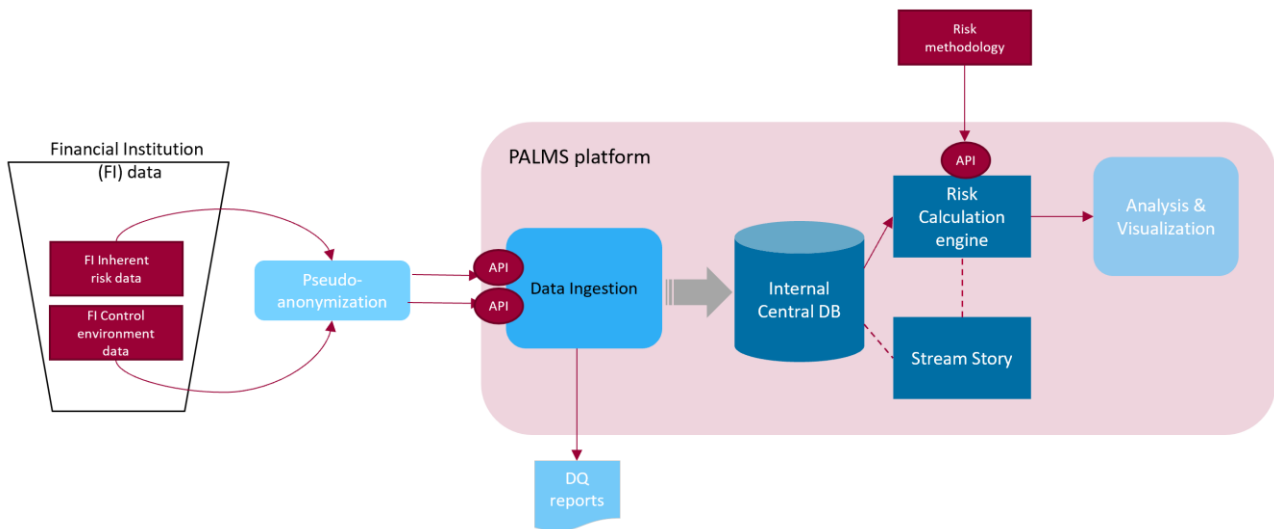 Risk
methodology
Financial Institution
(FI) data
PALMS platform
API
FI Inherent
risk data
FI Control
environment
data
Pseudo-
anonymization
API
API
Data Ingestion
Internal
Central DB
Risk
Calculation
engine
Analysis &
Visualization
Stream Story
DQ
reports